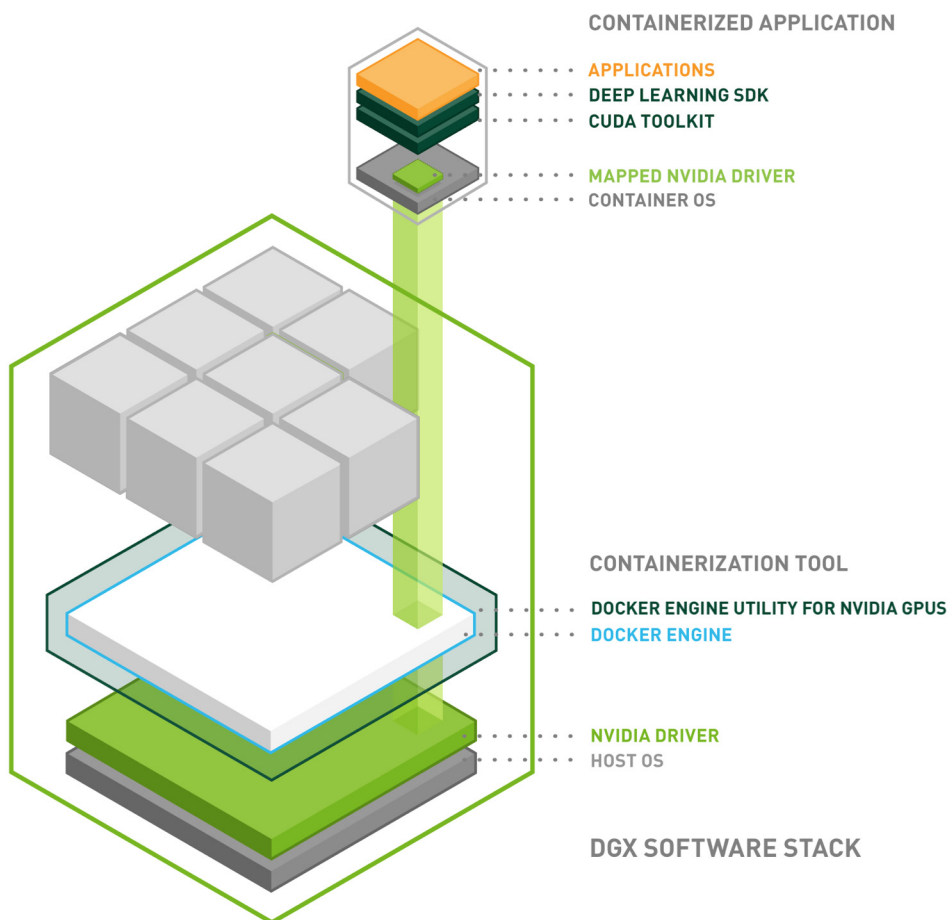 CONTAINERIZED APPLICATION
APPLICATIONS
DEEP LEARNING SDK
CUDA TOOLKIT
MAPPED NVIDIA DRIVER
CONTAINER OS
CONTAINERIZATION TOOL
DOCKER ENGINE UTILITY FOR NVIDIA GPUS
DOCKER ENGINE
NVIDIA DRIVER
HOST OS
DGX SOFTWARE STACK